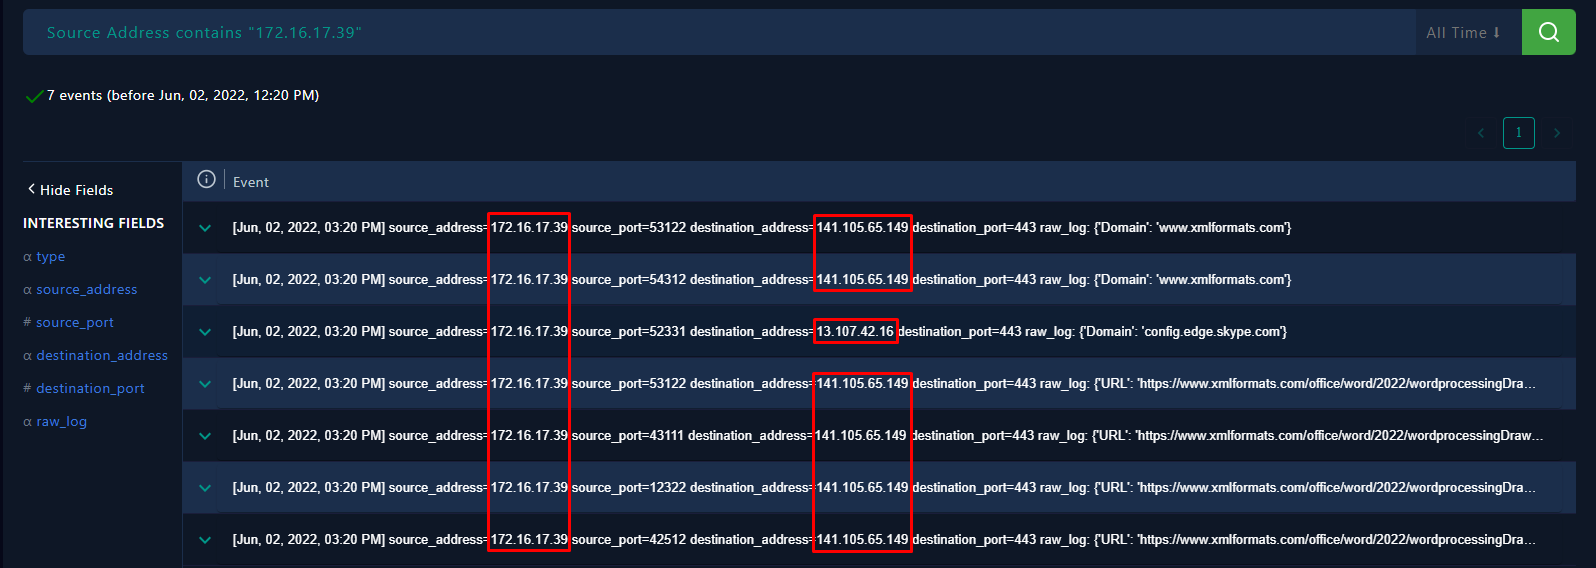 Source Address contains "172.16.17.39"
All Time ⬇
7 events (before Jun, 02, 2022, 12:20 PM)
1
Hide Fields
INTERESTING FIELDS
α type
α source_address
# source_port
α destination_address
# destination_port
α raw_log
Event
[Jun, 02, 2022, 03:20 PM] source_address=172.16.17.39 source_port=53122 destination_address=141.105.65.149 destination_port=443 raw_log: {'Domain': 'www.xmlformats.com'}
[Jun, 02, 2022, 03:20 PM] source_address=172.16.17.39 source_port=54312 destination_address=141.105.65.149 destination_port=443 raw_log: {'Domain': 'www.xmlformats.com'}
[Jun, 02, 2022, 03:20 PM] source_address=172.16.17.39 source_port=52331 destination_address=13.107.42.16 destination_port=443 raw_log: {'Domain': 'config.edge.skype.com'}
[Jun, 02, 2022, 03:20 PM] source_address=172.16.17.39 source_port=53122 destination_address=141.105.65.149 destination_port=443 raw_log: {'URL': 'https://www.xmlformats.com/office/word/2022/wordprocessingDra...
[Jun, 02, 2022, 03:20 PM] source_address=172.16.17.39 source_port=43111 destination_address=141.105.65.149 destination_port=443 raw_log: {'URL': 'https://www.xmlformats.com/office/word/2022/wordprocessingDraw...
[Jun, 02, 2022, 03:20 PM] source_address=172.16.17.39 source_port=12322 destination_address=141.105.65.149 destination_port=443 raw_log: {'URL': 'https://www.xmlformats.com/office/word/2022/wordprocessingDra...
[Jun, 02, 2022, 03:20 PM] source_address=172.16.17.39 source_port=42512 destination_address=141.105.65.149 destination_port=443 raw_log: {'URL': 'https://www.xmlformats.com/office/word/2022/wordprocessingDra...